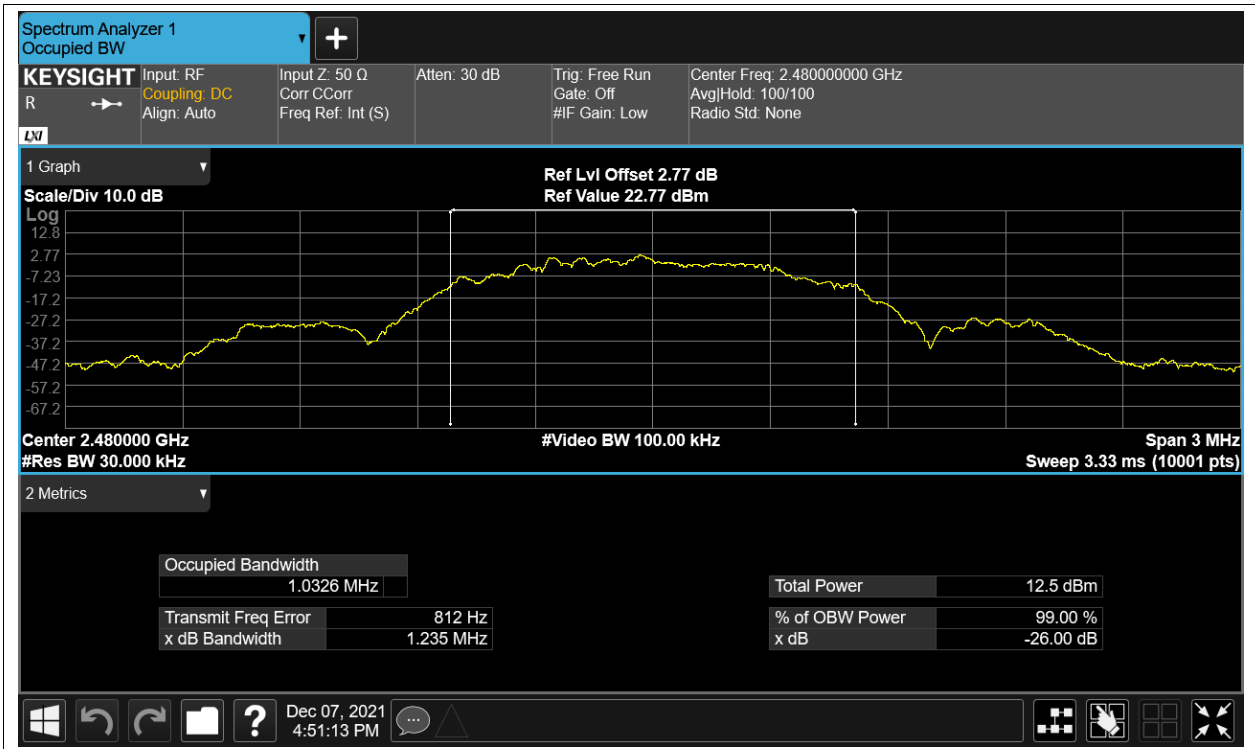 Spectrum Analyzer 1
Occupied BW
KEYSIGHT
R
LXI
Input: RF
Coupling: DC
Align: Auto
Input Z: 50 Ω
Corr CCorr
Freq Ref: Int (S)
Atten: 30 dB
Trig: Free Run
Gate: Off
#IF Gain: Low
Center Freq: 2.480000000 GHz
Avg|Hold: 100/100
Radio Std: None
1 Graph
Scale/Div 10.0 dB
Ref Lvl Offset 2.77 dB
Ref Value 22.77 dBm
Log
12.8
2.77
-7.23
-17.2
-27.2
-37.2
-47.2
-57.2
-67.2
Center 2.480000 GHz
#Res BW 30.000 kHz
#Video BW 100.00 kHz
Span 3 MHz
Sweep 3.33 ms (10001 pts)
2 Metrics
Occupied Bandwidth
1.0326 MHz
Transmit Freq Error 812 Hz
x dB Bandwidth 1.235 MHz
Total Power 12.5 dBm
% of OBW Power 99.00 %
x dB -26.00 dB
Dec 07, 2021
4:51:13 PM